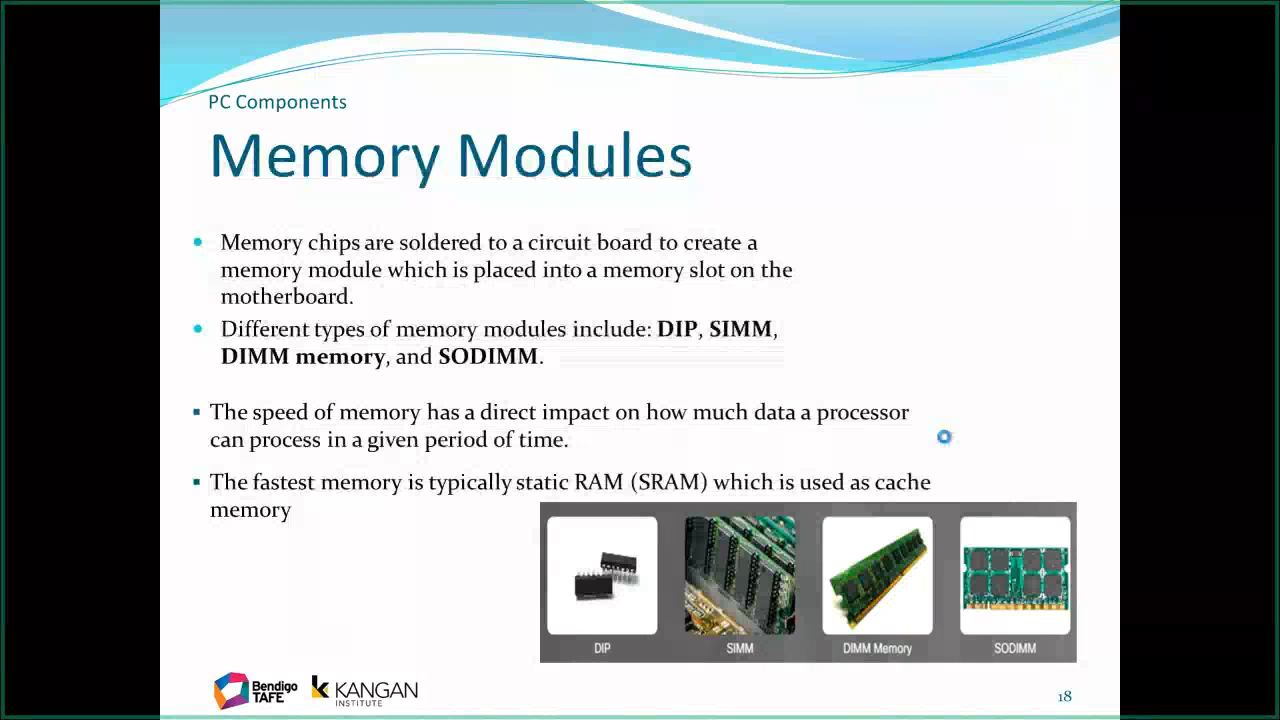 PC Components
Memory Modules
Memory chips are soldered to a circuit board to create a
memory module which is placed into a memory slot on the
motherboard.
Different types of memory modules include: DIP, SIMM,
DIMM memory, and SODIMM.
The speed of memory has a direct impact on how much data a processor
can process in a given period of time.
The fastest memory is typically static RAM (SRAM) which is used as cache
memory
DIP
SIMM
DIMM Memory
SODIMM
Bendigo
TAFE
KANGAN
INSTITUTE
18